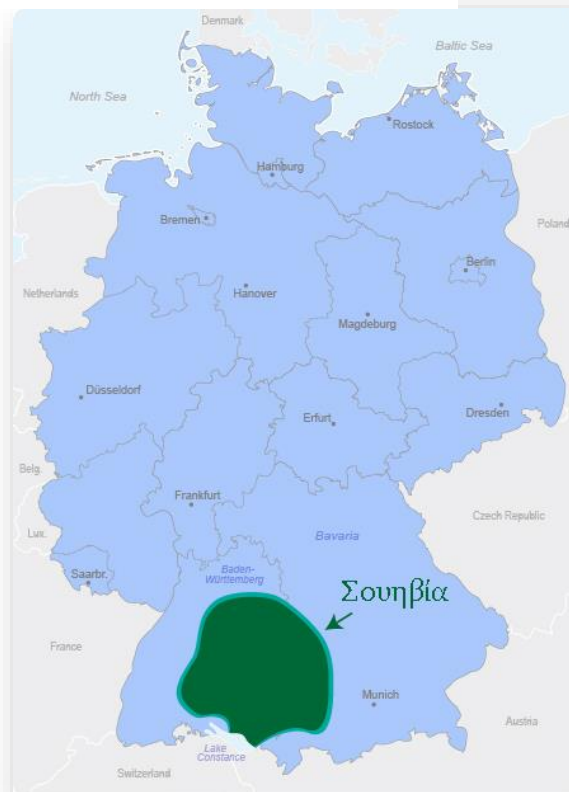 Denmark
Baltic Sea
North Sea
Rostock
Hamburg
Bremen
Poland
Berlin
Netherlands
Hanover
Magdeburg
Düsseldorf
Erfurt
Dresden
Belg.
Frankfurt
Czech Republic
Lux.
Bavaria
Baden-
Württemberg
Saarbr.
Σουηβία
France
Munich
Austria
Lake
Constance
Switzerland